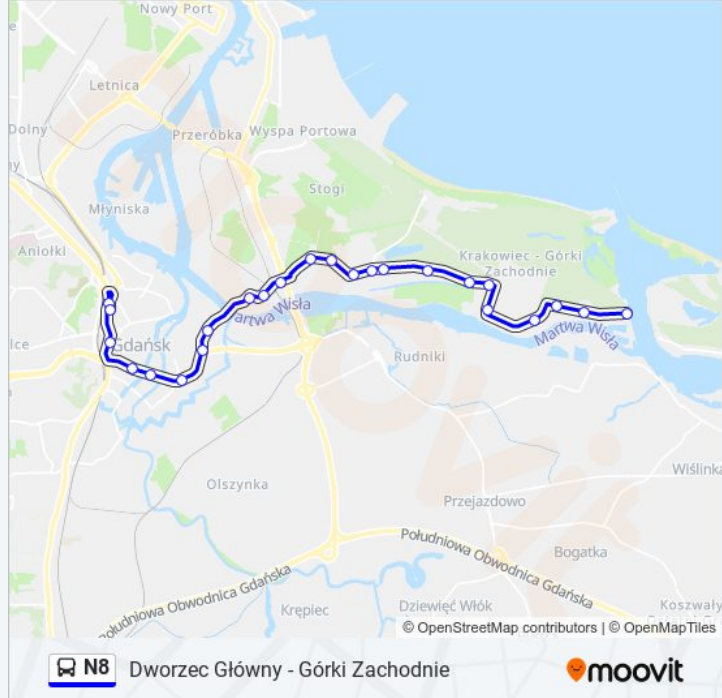 Nowy Port
Letnica
Dolny
Przeróbka
Wyspa Portowa
Stogi
Młyniska
Aniołki
Krakowiec - Górki
Zachodnie
Martwa Wisła
Gdańsk
Martwa Wisła
Rudniki
Olszynka
Wiślinka
Przejazdowo
Południowa Obwodnica Gdańska
Bogatka
Południowa Obwodnica Gdańska
Krępiec
Dziewięć Włók
Koszwały
© OpenStreetMap contributors | © OpenMapTiles
N8 Dworzec Główny - Górki Zachodnie
moovit